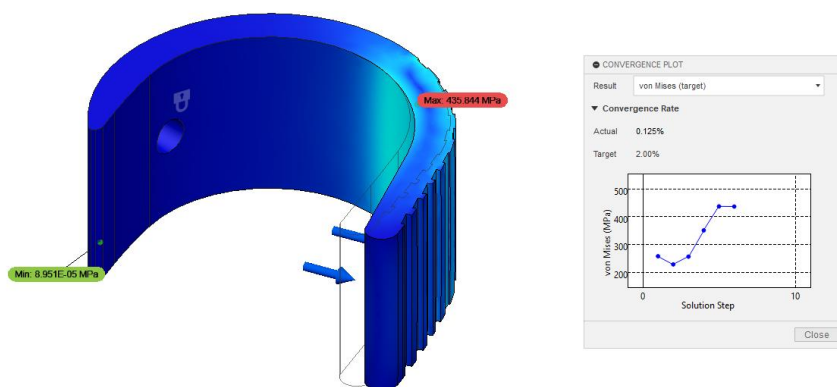 Max: 435.844 MPa
Min: 8.951E-05 MPa
CONVERGENCE PLOT
Result von Mises (target)
Convergence Rate
Actual 0.125%
Target 2.00%
500
400
300
200
von Mises (MPa)
0 10
Solution Step
Close